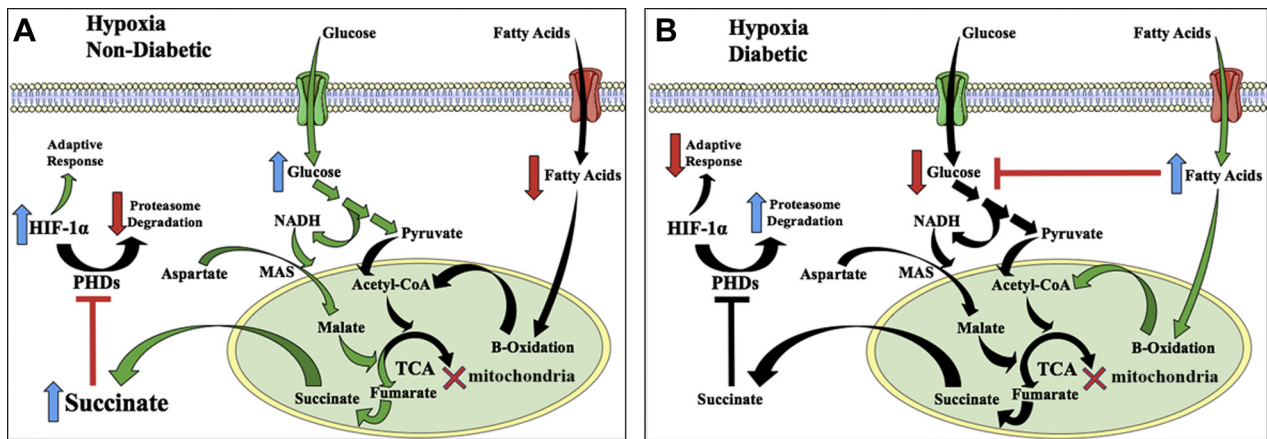 A
Hypoxia
Non-Diabetic
Glucose
Fatty Acids
Adaptive
Response
Glucose
Fatty Acids
Proteasome
Degradation
HIF-1α
NADH
Pyruvate
PHDs
Aspartate
MAS
Acetyl-CoA
Malate
B-Oxidation
TCA
mitochondria
Succinate
Fumarate
Succinate
B
Hypoxia
Diabetic
Glucose
Fatty Acids
Adaptive
Response
Glucose
Fatty Acids
Proteasome
Degradation
HIF-1α
NADH
Pyruvate
PHDs
Aspartate
MAS
Acetyl-CoA
Malate
B-Oxidation
TCA
mitochondria
Succinate
Succinate
Fumarate